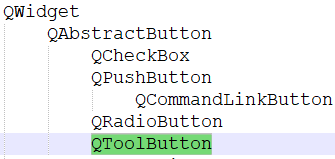 QWidget
QAbstractButton
QCheckBox
QPushButton
QCommandLinkButton
QRadioButton
QToolButton